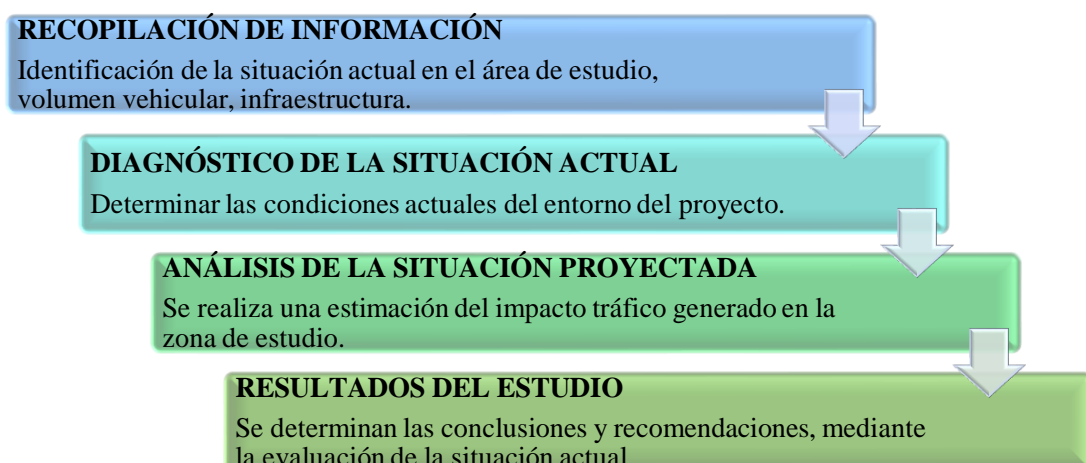 RECOPILACIÓN DE INFORMACIÓN
Identificación de la situación actual en el área de estudio,
volumen vehicular, infraestructura.
DIAGNÓSTICO DE LA SITUACIÓN ACTUAL
Determinar las condiciones actuales del entorno del proyecto.
ANÁLISIS DE LA SITUACIÓN PROYECTADA
Se realiza una estimación del impacto tráfico generado en la
zona de estudio.
RESULTADOS DEL ESTUDIO
Se determinan las conclusiones y recomendaciones, mediante
la evaluación de la situación actual